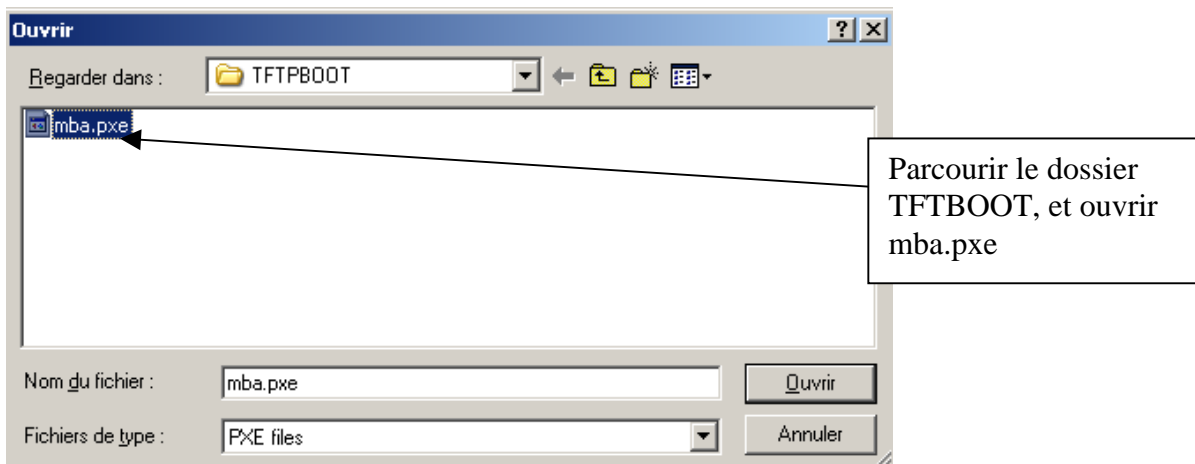 Ouvrir
Regarder dans :
TFTPBOOT
mba.pxe
Parcourir le dossier
TFTBOOT, et ouvrir
mba.pxe
Nom du fichier :
mba.pxe
Ouvrir
Fichiers de type :
PXE files
Annuler